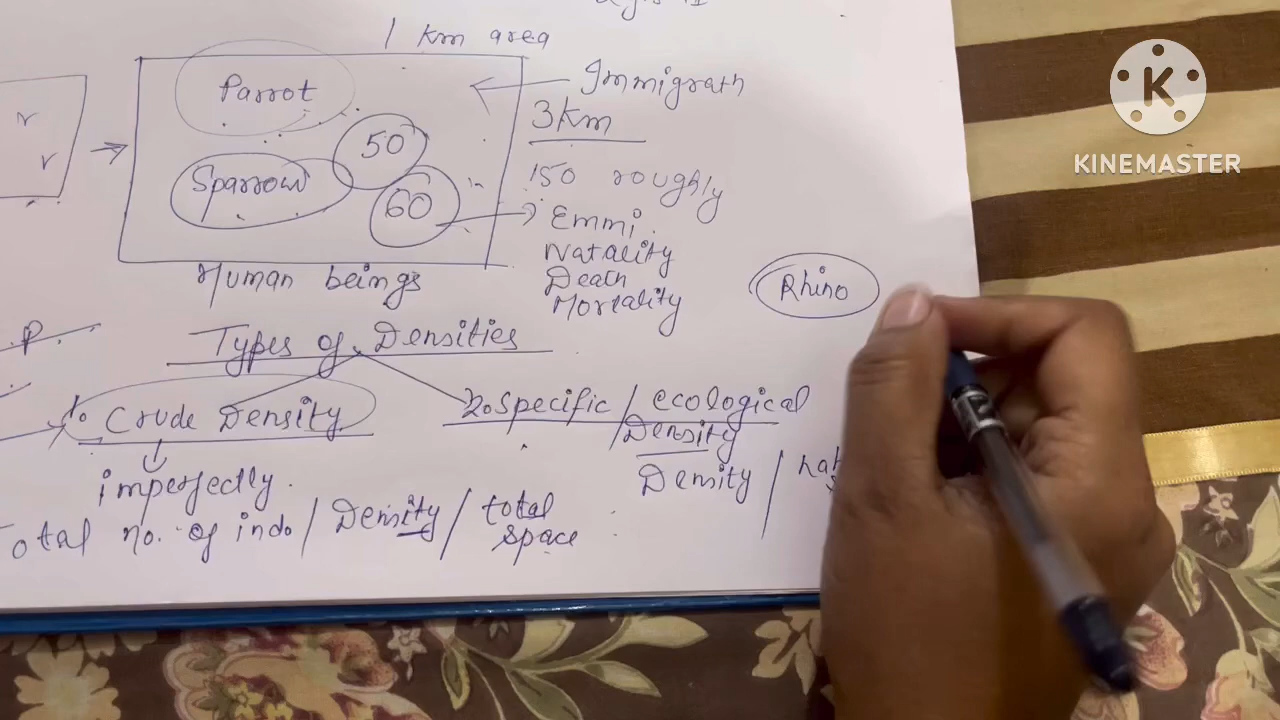 1 km area
r
r
Parrot
50
Sparrow
60
Immigrath
3km
150 roughly
Emmi.
Natality
Death
Mortality
Human beings
Rhino
P
Types of Densities
1. Crude Density
2. Specific / ecological
Density
imperfectly.
Density /
Total no. of indo / Density / total
space
KINEMASTER